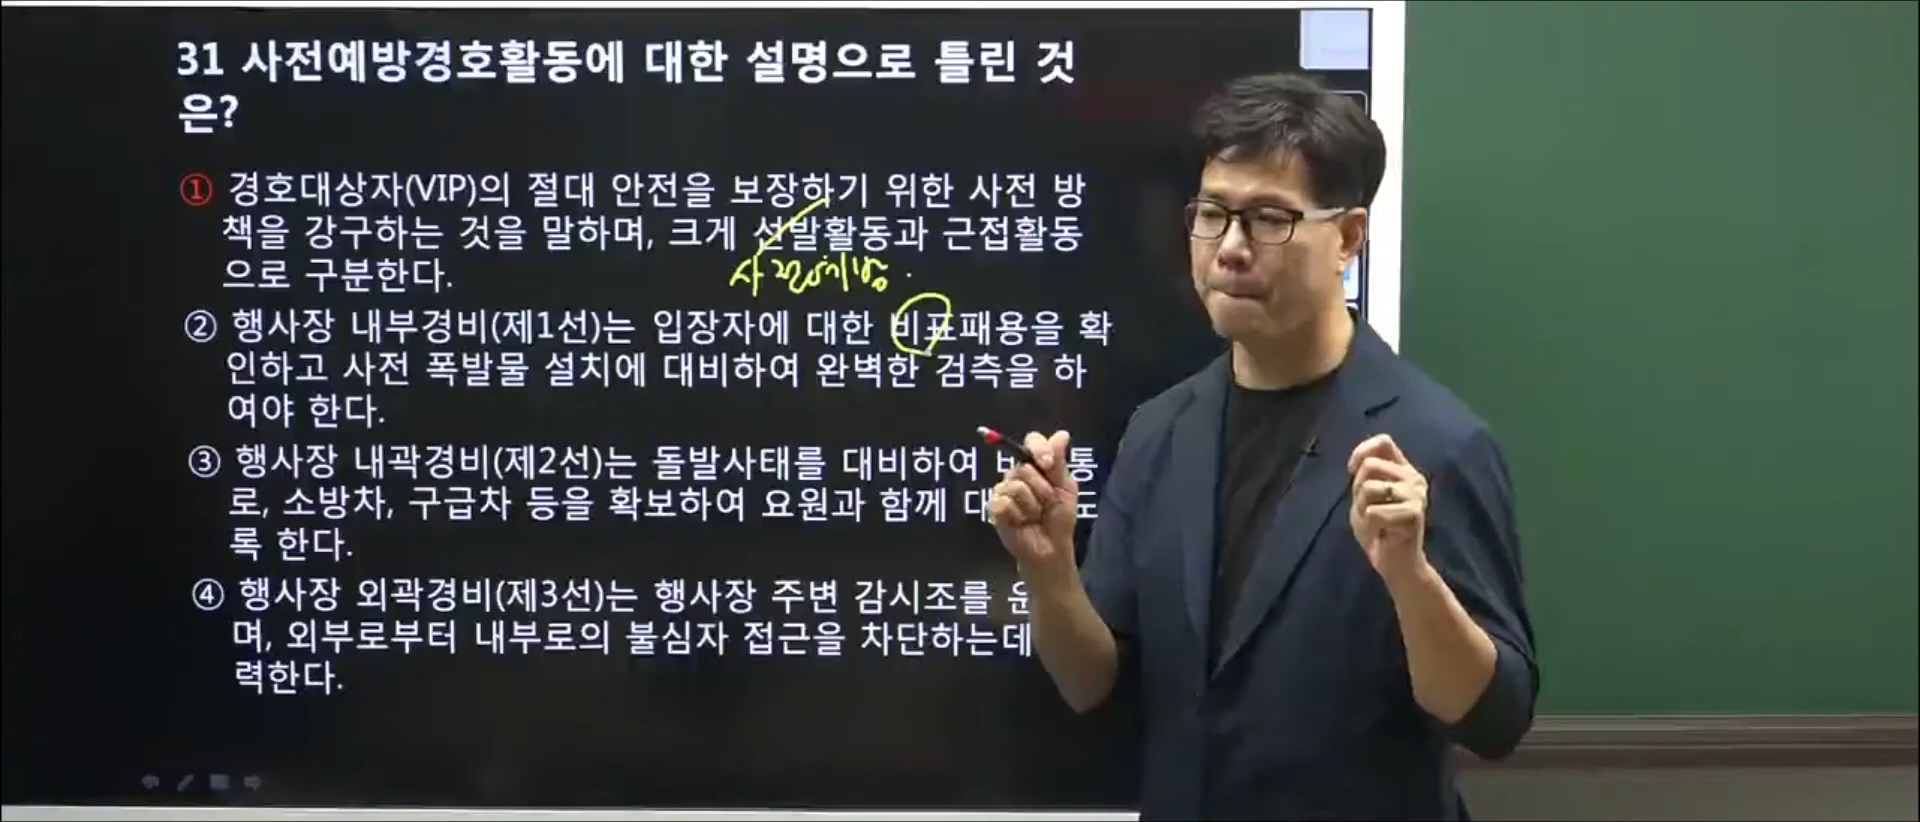 31 사전예방경호활동에 대한 설명으로 틀린 것
은?
① 경호대상자(VIP)의 절대 안전을 보장하기 위한 사전 방
책을 강구하는 것을 말하며, 크게 선발활동과 근접활동
으로 구분한다.
사전예방
② 행사장 내부경비(제1선)는 입장자에 대한 비표패용을 확
인하고 사전 폭발물 설치에 대비하여 완벽한 검측을 하
여야 한다.
③ 행사장 내곽경비(제2선)는 돌발사태를 대비하여 통
로, 소방차, 구급차 등을 확보하여 요원과 함께 도
록 한다.
④ 행사장 외곽경비(제3선)는 행사장 주변 감시조를
며, 외부로부터 내부로의 불심자 접근을 차단하는데
력한다.